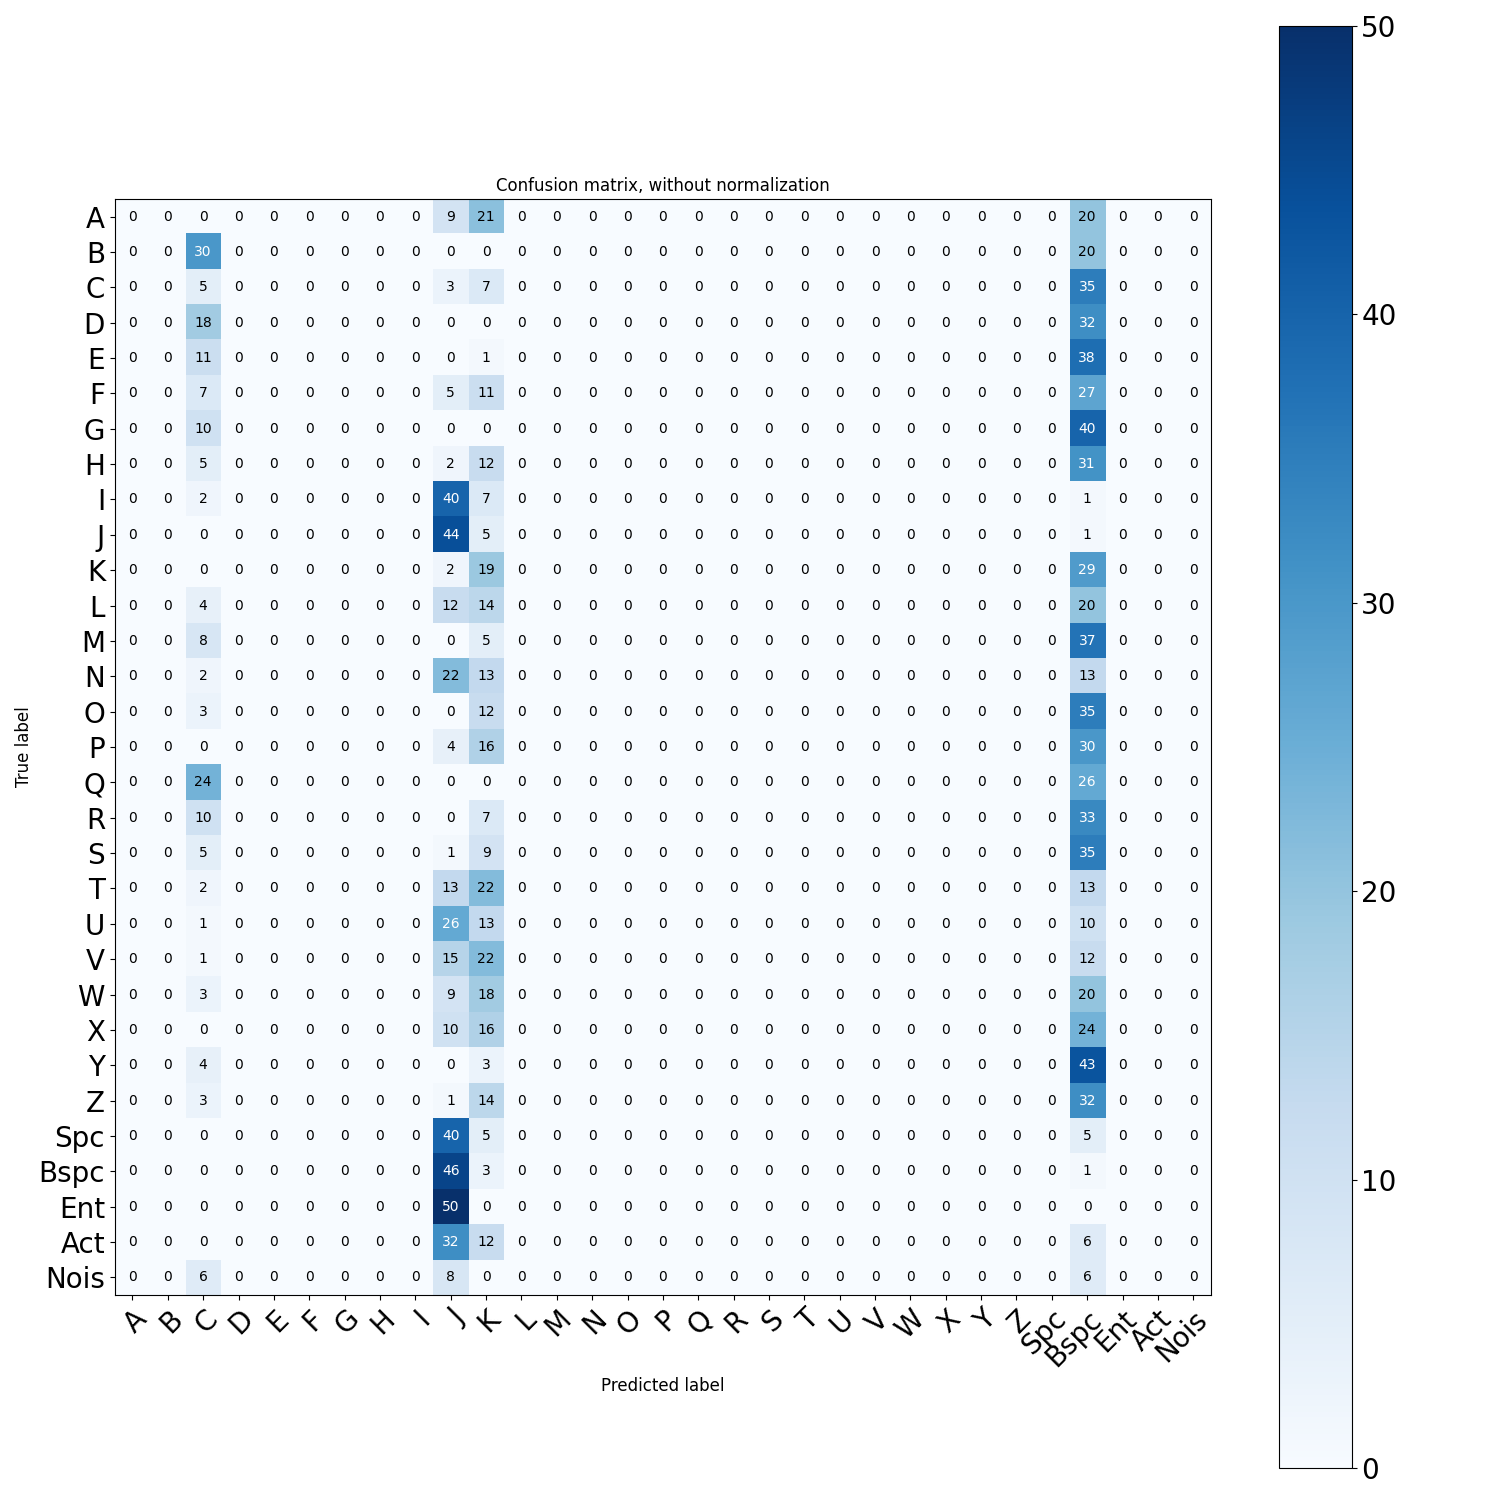 Confusion matrix, without normalization
A 0 0 0 0 0 0 0 0 0 9 21 0 0 0 0 0 0 0 0 0 0 0 0 0 0 0 0 20 0 0 0
B 0 0 30 0 0 0 0 0 0 0 0 0 0 0 0 0 0 0 0 0 0 0 0 0 0 0 0 20 0 0 0
C 0 0 5 0 0 0 0 0 0 3 7 0 0 0 0 0 0 0 0 0 0 0 0 0 0 0 0 35 0 0 0
D 0 0 18 0 0 0 0 0 0 0 0 0 0 0 0 0 0 0 0 0 0 0 0 0 0 0 0 32 0 0 0
E 0 0 11 0 0 0 0 0 0 0 1 0 0 0 0 0 0 0 0 0 0 0 0 0 0 0 0 38 0 0 0
F 0 0 7 0 0 0 0 0 0 5 11 0 0 0 0 0 0 0 0 0 0 0 0 0 0 0 0 27 0 0 0
G 0 0 10 0 0 0 0 0 0 0 0 0 0 0 0 0 0 0 0 0 0 0 0 0 0 0 0 40 0 0 0
H 0 0 5 0 0 0 0 0 0 2 12 0 0 0 0 0 0 0 0 0 0 0 0 0 0 0 0 31 0 0 0
I 0 0 2 0 0 0 0 0 0 40 7 0 0 0 0 0 0 0 0 0 0 0 0 0 0 0 0 1 0 0 0
J 0 0 0 0 0 0 0 0 0 44 5 0 0 0 0 0 0 0 0 0 0 0 0 0 0 0 0 1 0 0 0
K 0 0 0 0 0 0 0 0 0 2 19 0 0 0 0 0 0 0 0 0 0 0 0 0 0 0 0 29 0 0 0
L 0 0 4 0 0 0 0 0 0 12 14 0 0 0 0 0 0 0 0 0 0 0 0 0 0 0 0 20 0 0 0
M 0 0 8 0 0 0 0 0 0 0 5 0 0 0 0 0 0 0 0 0 0 0 0 0 0 0 0 37 0 0 0
N 0 0 2 0 0 0 0 0 0 22 13 0 0 0 0 0 0 0 0 0 0 0 0 0 0 0 0 13 0 0 0
O 0 0 3 0 0 0 0 0 0 0 12 0 0 0 0 0 0 0 0 0 0 0 0 0 0 0 0 35 0 0 0
P 0 0 0 0 0 0 0 0 0 4 16 0 0 0 0 0 0 0 0 0 0 0 0 0 0 0 0 30 0 0 0
Q 0 0 24 0 0 0 0 0 0 0 0 0 0 0 0 0 0 0 0 0 0 0 0 0 0 0 0 26 0 0 0
R 0 0 10 0 0 0 0 0 0 0 7 0 0 0 0 0 0 0 0 0 0 0 0 0 0 0 0 33 0 0 0
S 0 0 5 0 0 0 0 0 0 1 9 0 0 0 0 0 0 0 0 0 0 0 0 0 0 0 0 35 0 0 0
T 0 0 2 0 0 0 0 0 0 13 22 0 0 0 0 0 0 0 0 0 0 0 0 0 0 0 0 13 0 0 0
U 0 0 1 0 0 0 0 0 0 26 13 0 0 0 0 0 0 0 0 0 0 0 0 0 0 0 0 10 0 0 0
V 0 0 1 0 0 0 0 0 0 15 22 0 0 0 0 0 0 0 0 0 0 0 0 0 0 0 0 12 0 0 0
W 0 0 3 0 0 0 0 0 0 9 18 0 0 0 0 0 0 0 0 0 0 0 0 0 0 0 0 20 0 0 0
X 0 0 0 0 0 0 0 0 0 10 16 0 0 0 0 0 0 0 0 0 0 0 0 0 0 0 0 24 0 0 0
Y 0 0 4 0 0 0 0 0 0 0 3 0 0 0 0 0 0 0 0 0 0 0 0 0 0 0 0 43 0 0 0
Z 0 0 3 0 0 0 0 0 0 1 14 0 0 0 0 0 0 0 0 0 0 0 0 0 0 0 0 32 0 0 0
Spc 0 0 0 0 0 0 0 0 0 40 5 0 0 0 0 0 0 0 0 0 0 0 0 0 0 0 0 5 0 0 0
Bspc 0 0 0 0 0 0 0 0 0 46 3 0 0 0 0 0 0 0 0 0 0 0 0 0 0 0 0 1 0 0 0
Ent 0 0 0 0 0 0 0 0 0 50 0 0 0 0 0 0 0 0 0 0 0 0 0 0 0 0 0 0 0 0 0
Act 0 0 0 0 0 0 0 0 0 32 12 0 0 0 0 0 0 0 0 0 0 0 0 0 0 0 0 6 0 0 0
Nois 0 0 6 0 0 0 0 0 0 8 0 0 0 0 0 0 0 0 0 0 0 0 0 0 0 0 0 6 0 0 0
A B C D E F G H I J K L M N O P Q R S T U V W X Y Z Spc Bspc Ent Act Nois
Predicted label
True label
50
40
30
20
10
0